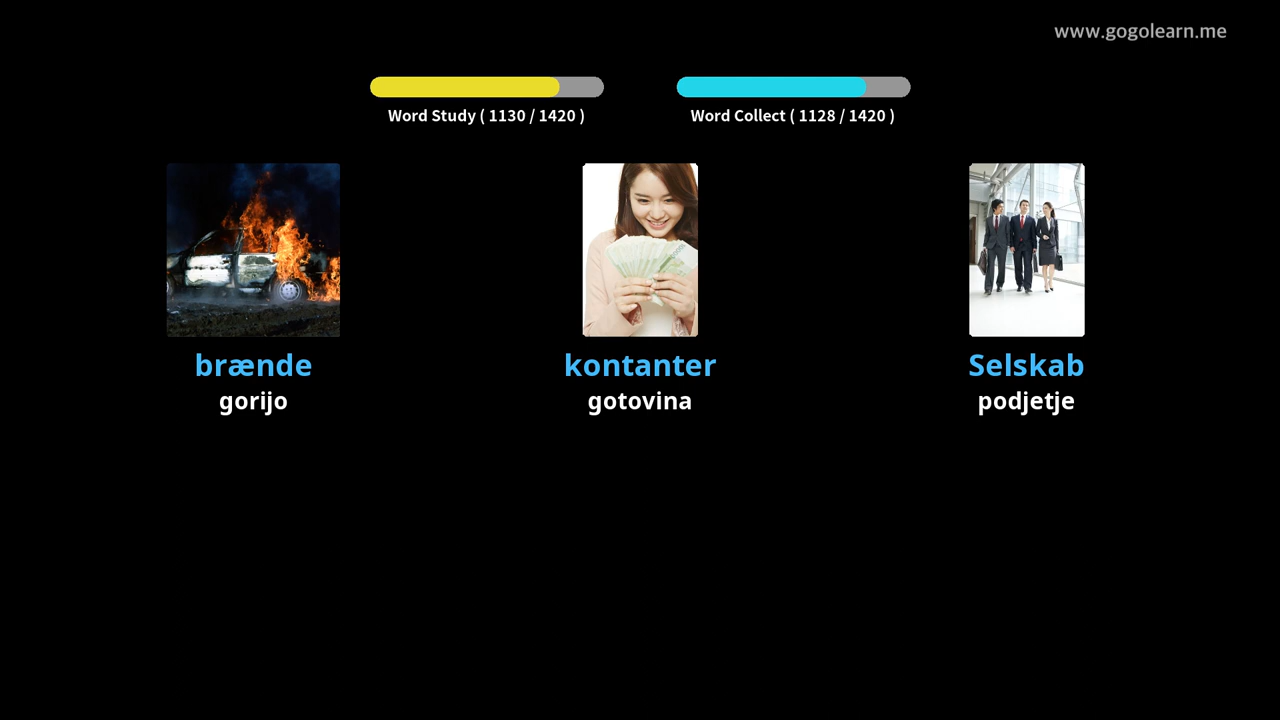 www.gogolearn.me
Word Study ( 1130 / 1420 )
Word Collect ( 1128 / 1420 )
brænde
kontanter
Selskab
gorijo
gotovina
podjetje